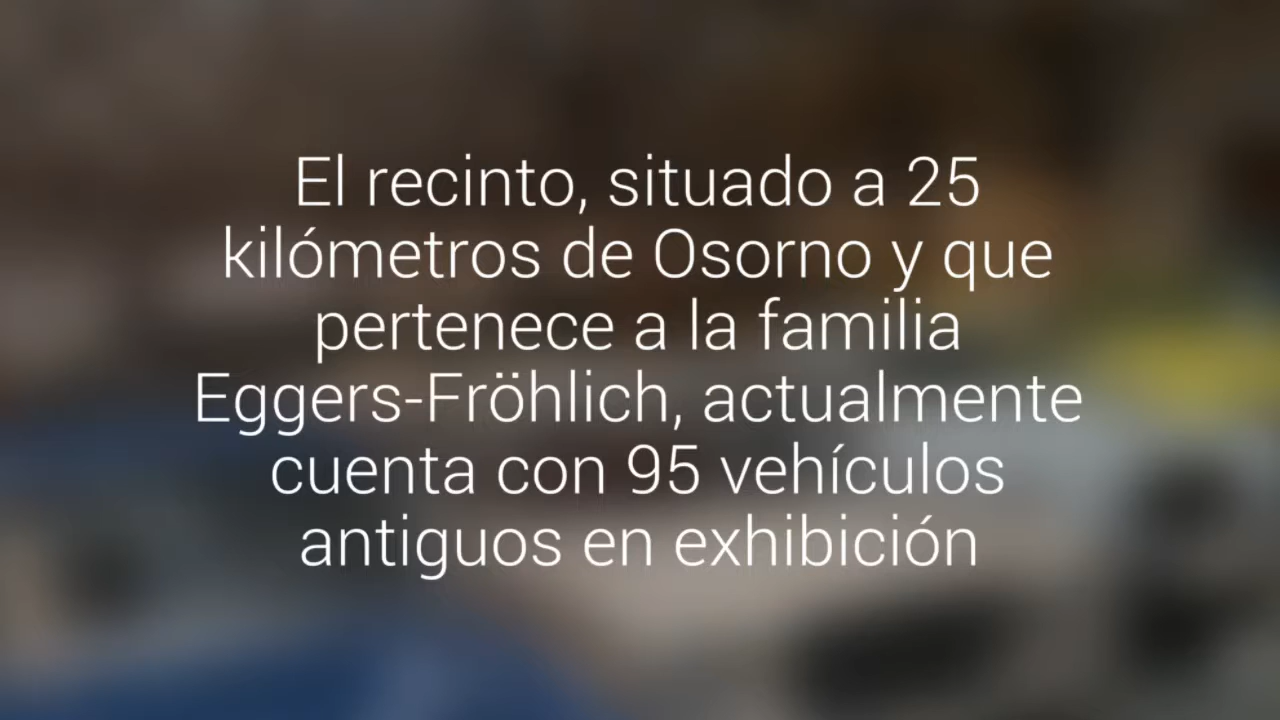 El recinto, situado a 25
kilómetros de Osorno y que
pertenece a la familia
Eggers-Fröhlich, actualmente
cuenta con 95 vehículos
antiguos en exhibición